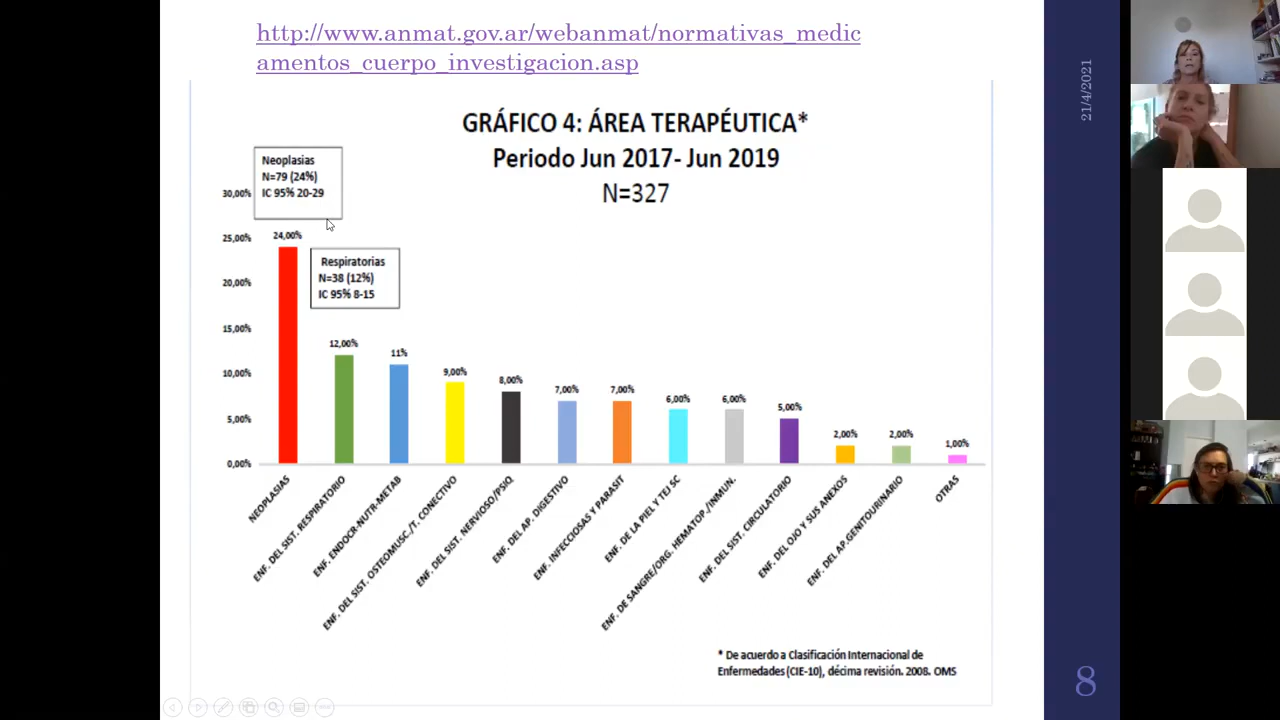 http://www.anmat.gov.ar/webanmat/normativas_medic
amentos_cuerpo_investigacion.asp
21/4/2021
GRÁFICO 4: ÁREA TERAPÉUTICA*
Periodo Jun 2017- Jun 2019
N=327
Neoplasias
N=79 (24%)
IC 95% 20-29
Respiratorias
N=38 (12%)
IC 95% 8-15
30,00%
25,00%
20,00%
15,00%
10,00%
5,00%
0,00%
24,00%
12,00%
11%
9,00%
8,00%
7,00%
7,00%
6,00%
6,00%
5,00%
2,00%
2,00%
1,00%
NEOPLASIAS
ENF. DEL SIST. RESPIRATORIO
ENF. ENDOCR-NUTR-METAB
ENF. DEL SIST. OSTEOMUSC./T. CONECTIVO
ENF. DEL SIST. NERVIOSO/PSIQ
ENF. DEL AP. DIGESTIVO
ENF. INFECCIOSAS Y PARASIT
ENF. DE LA PIEL Y TEJ SC
ENF. DE SANGRE/ORG. HEMATOP./INMUN.
ENF. DEL SIST. CIRCULATORIO
ENF. DEL OJO Y SUS ANEXOS
ENF. DEL AP.GENITOURINARIO
OTRAS
* De acuerdo a Clasificación Internacional de
Enfermedades (CIE-10), décima revisión. 2008. OMS
8